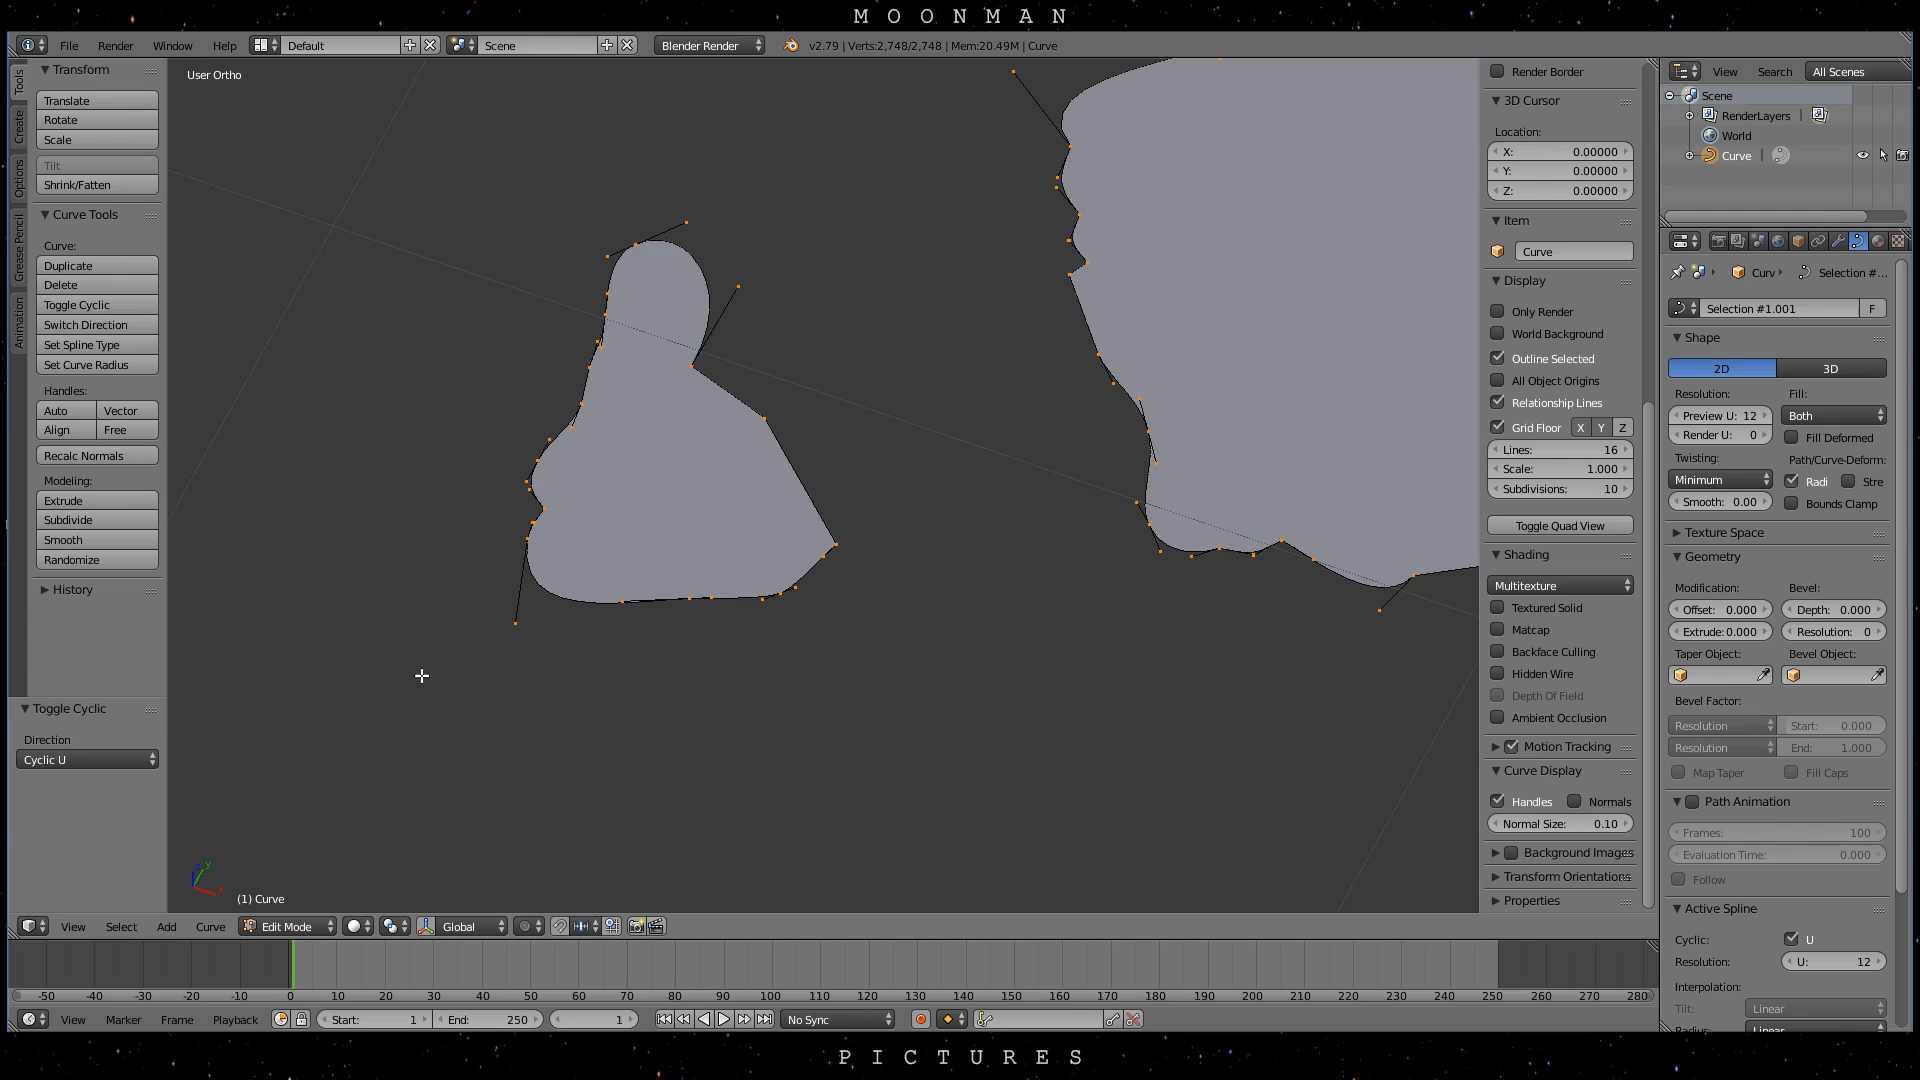 MOONMAN
File Render Window Help Default Scene Blender Render v2.79 | Verts:2,748/2,748 | Mem:20.49M | Curve
Tools
Create
Options
Grease Pencil
Animation
Transform
Translate
Rotate
Scale
Tilt
Shrink/Fatten
Curve Tools
Curve:
Duplicate
Delete
Toggle Cyclic
Switch Direction
Set Spline Type
Set Curve Radius
Handles:
Auto Vector
Align Free
Recalc Normals
Modeling:
Extrude
Subdivide
Smooth
Randomize
History
Toggle Cyclic
Direction
Cyclic U
User Ortho
(1) Curve
Render Border
3D Cursor
Location:
X: 0.00000
Y: 0.00000
Z: 0.00000
Item
Curve
Display
Only Render
World Background
Outline Selected
All Object Origins
Relationship Lines
Grid Floor X Y Z
Lines: 16
Scale: 1.000
Subdivisions: 10
Toggle Quad View
Shading
Multitexture
Textured Solid
Matcap
Backface Culling
Hidden Wire
Depth Of Field
Ambient Occlusion
Motion Tracking
Curve Display
Handles Normals
Normal Size: 0.10
Background Images
Transform Orientations
Properties
View Search All Scenes
Scene
RenderLayers |
World
Curve |
Curv Selection #...
Selection #1.001 F
Shape
2D 3D
Resolution: Fill:
Preview U: 12 Both
Render U: 0 Fill Deformed
Twisting: Path/Curve-Deform:
Minimum Radi Stre
Smooth: 0.00 Bounds Clamp
Texture Space
Geometry
Modification: Bevel:
Offset: 0.000 Depth: 0.000
Extrude: 0.000 Resolution: 0
Taper Object: Bevel Object:
Bevel Factor:
Resolution Start: 0.000
Resolution End: 1.000
Map Taper Fill Caps
Path Animation
Frames: 100
Evaluation Time: 0.000
Follow
Active Spline
Cyclic: U
Resolution: U: 12
Interpolation:
Tilt: Linear
Radius: Linear
View Select Add Curve Edit Mode Global
-50 -40 -30 -20 -10 0 10 20 30 40 50 60 70 80 90 100 110 120 130 140 150 160 170 180 190 200 210 220 230 240 250 260 270 280
View Marker Frame Playback Start: 1 End: 250 1 No Sync
PICTURES